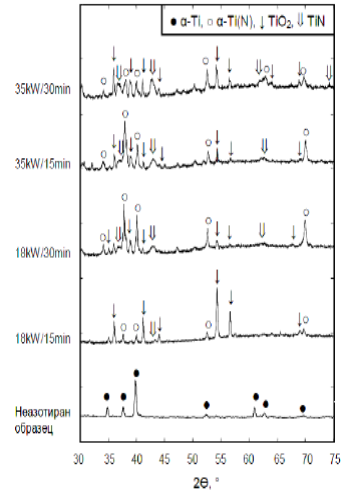 ● α-Ti, ○ α-Ti(N) ↓ TiO₂ ⇓ TiN
35kW/30min
35kW/15min
18kW/30min
18kW/15min
Неазотиран
образец
30 35 40 45 50 55 60 65 70 75
2Θ, °